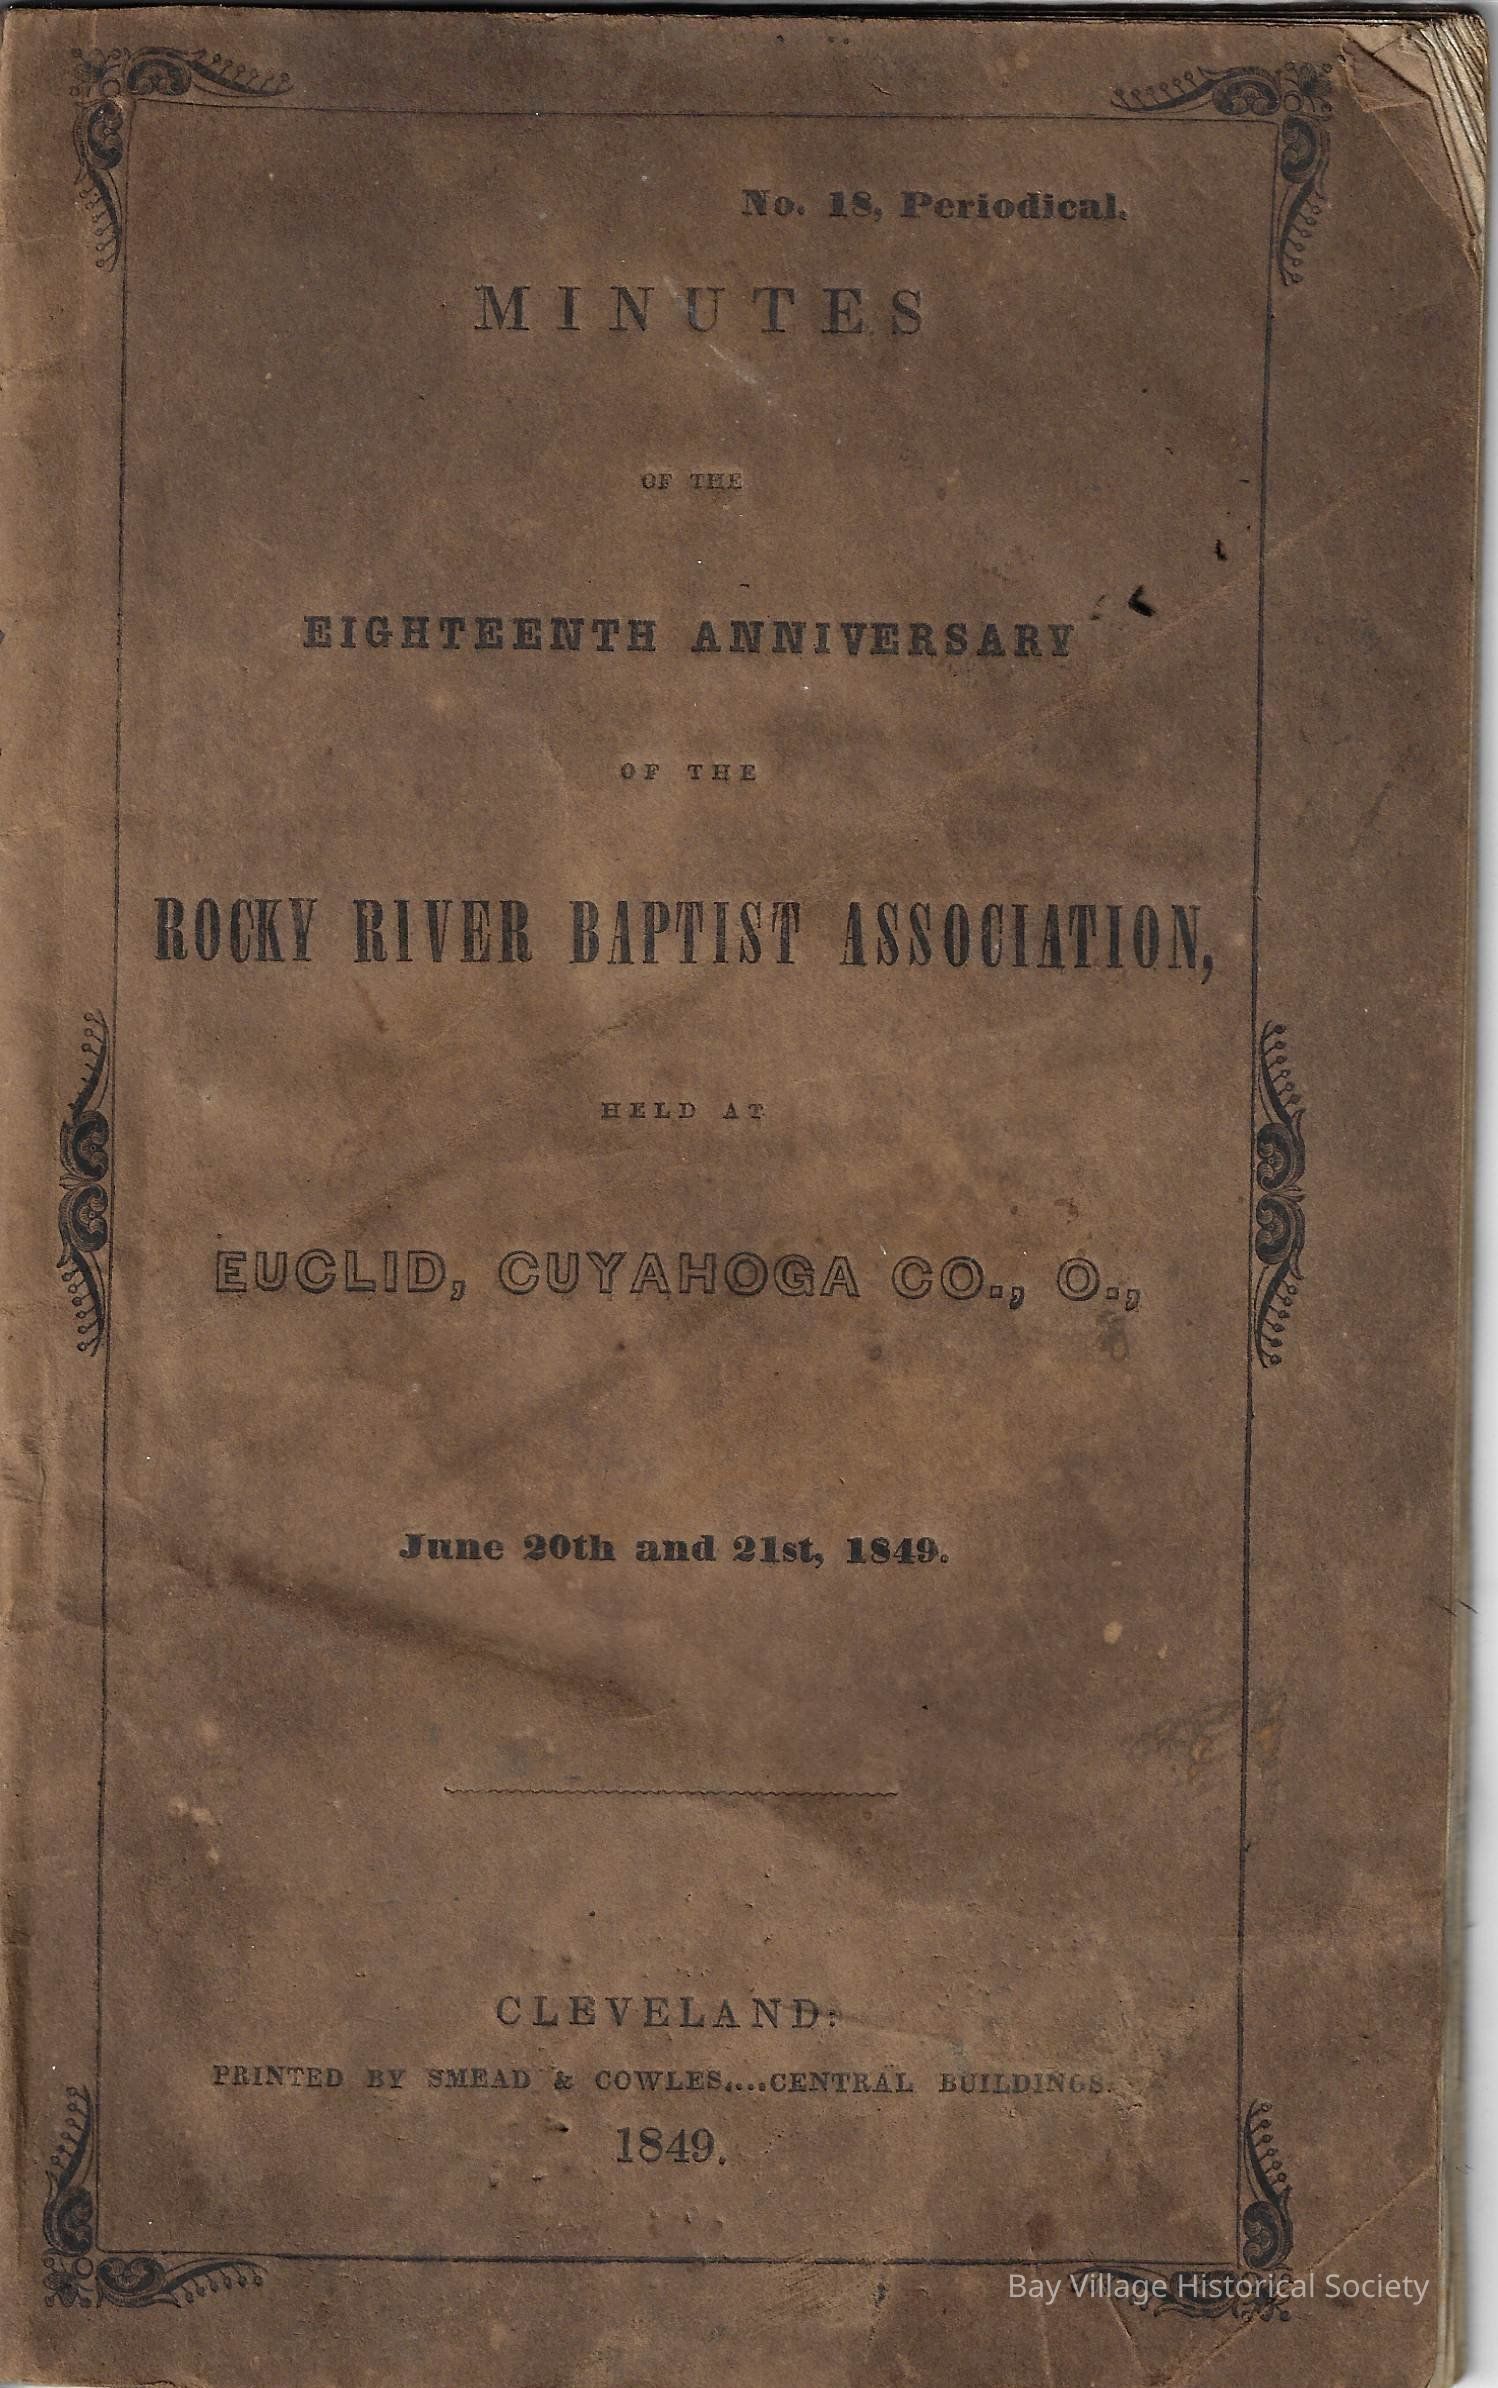 No. 18, Periodical.
MINUTES
OF THE
EIGHTEENTH ANNIVERSARY
OF THE
ROCKY RIVER BAPTIST ASSOCIATION,
HELD AT
EUCLID, CUYAHOGA CO., O.,
June 20th and 21st, 1849.
CLEVELAND:
PRINTED BY SMEAD & COWLES....CENTRAL BUILDINGS.
1849.
Bay Village Historical Society